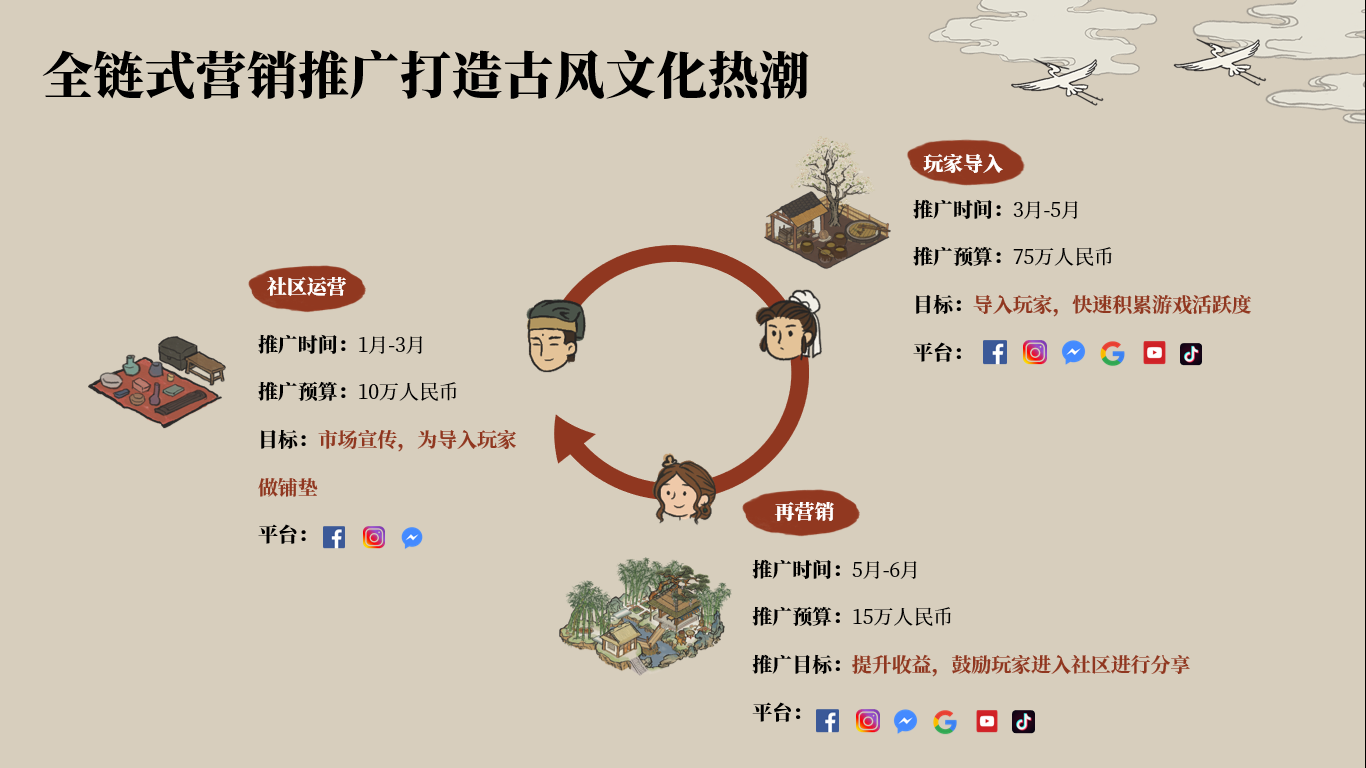 全链式营销推广打造古风文化热潮
社区运营
推广时间：1月-3月
推广预算：10万人民币
目标：市场宣传，为导入玩家
做铺垫
平台：
玩家导入
推广时间：3月-5月
推广预算：75万人民币
目标：导入玩家，快速积累游戏活跃度
平台：
再营销
推广时间：5月-6月
推广预算：15万人民币
推广目标：提升收益，鼓励玩家进入社区进行分享
平台：